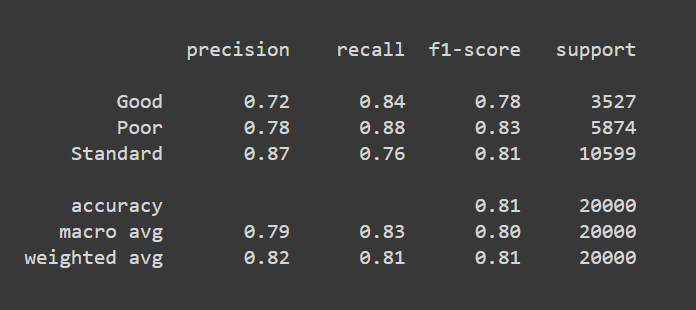 precision recall f1-score support
Good 0.72 0.84 0.78 3527
Poor 0.78 0.88 0.83 5874
Standard 0.87 0.76 0.81 10599
accuracy 0.81 20000
macro avg 0.79 0.83 0.80 20000
weighted avg 0.82 0.81 0.81 20000